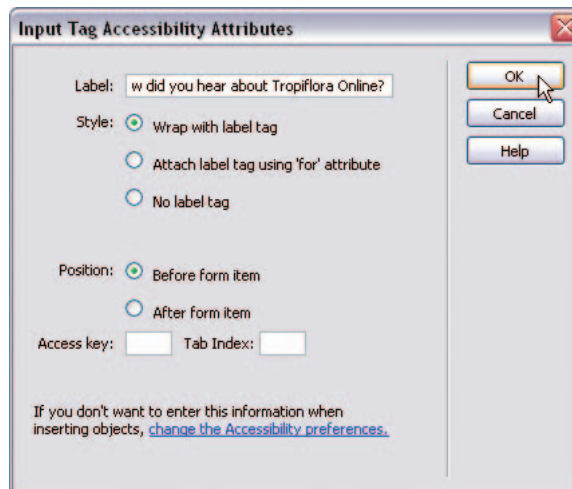 Input Tag Accessibility Attributes
Label: w did you hear about Tropiflora Online?
OK
Style: Wrap with label tag
Cancel
Attach label tag using 'for' attribute
Help
No label tag
Position: Before form item
After form item
Access key: Tab Index:
If you don't want to enter this information when
inserting objects, change the Accessibility preferences.